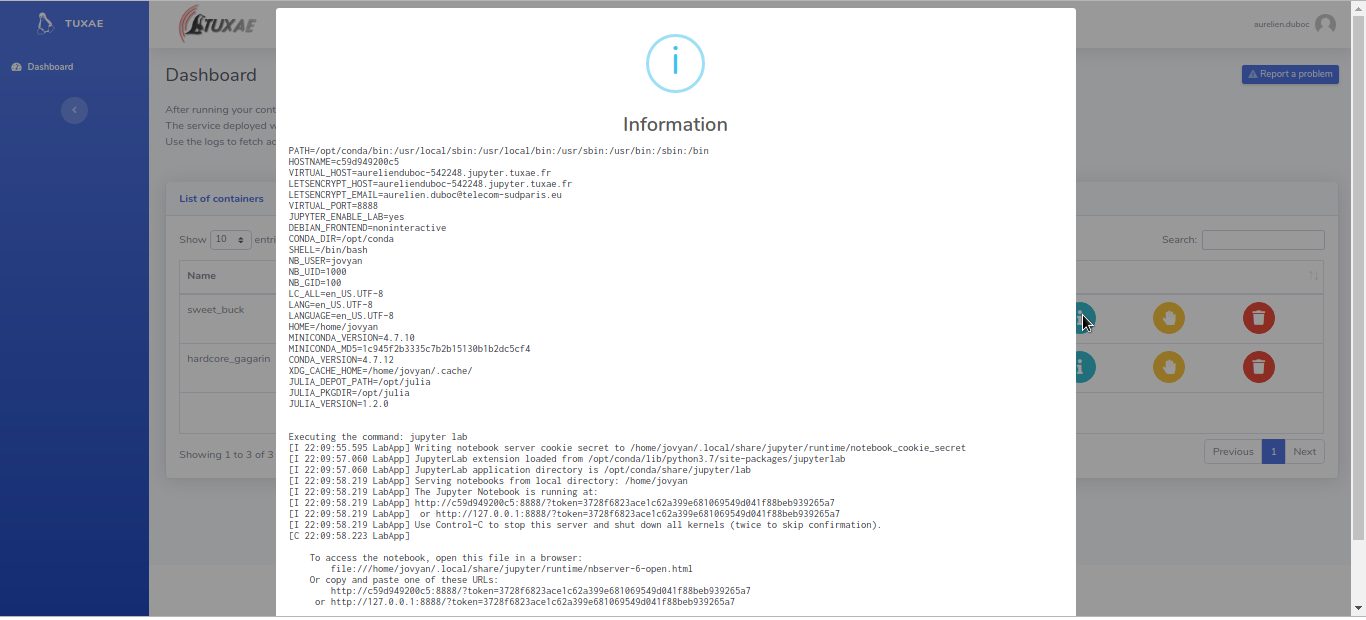 TUXAE
Dashboard
TUXAE
aurelien.duboc
Dashboard
Report a problem
After running your cont
The service deployed w
Use the logs to fetch ac
List of containers
Show 10 entri
Search:
Name
sweet_buck
hardcore_gagarin
Showing 1 to 3 of 3
Previous 1 Next
i
Information
PATH=/opt/conda/bin:/usr/local/sbin:/usr/local/bin:/usr/sbin:/usr/bin:/sbin:/bin
HOSTNAME=c59d949200c5
VIRTUAL_HOST=aurelienduboc-542248.jupyter.tuxae.fr
LETSENCRYPT_HOST=aurelienduboc-542248.jupyter.tuxae.fr
LETSENCRYPT_EMAIL=aurelien.duboc@telecom-sudparis.eu
VIRTUAL_PORT=8888
JUPYTER_ENABLE_LAB=yes
DEBIAN_FRONTEND=noninteractive
CONDA_DIR=/opt/conda
SHELL=/bin/bash
NB_USER=jovyan
NB_UID=1000
NB_GID=100
LC_ALL=en_US.UTF-8
LANG=en_US.UTF-8
LANGUAGE=en_US.UTF-8
HOME=/home/jovyan
MINICONDA_VERSION=4.7.10
MINICONDA_MD5=1c945f2b3335c7b2b15130b1b2dc5cf4
CONDA_VERSION=4.7.12
XDG_CACHE_HOME=/home/jovyan/.cache/
JULIA_DEPOT_PATH=/opt/julia
JULIA_PKGDIR=/opt/julia
JULIA_VERSION=1.2.0
Executing the command: jupyter lab
[I 22:09:55.595 LabApp] Writing notebook server cookie secret to /home/jovyan/.local/share/jupyter/runtime/notebook_cookie_secret
[I 22:09:57.060 LabApp] JupyterLab extension loaded from /opt/conda/lib/python3.7/site-packages/jupyterlab
[I 22:09:57.060 LabApp] JupyterLab application directory is /opt/conda/share/jupyter/lab
[I 22:09:58.219 LabApp] Serving notebooks from local directory: /home/jovyan
[I 22:09:58.219 LabApp] The Jupyter Notebook is running at:
[I 22:09:58.219 LabApp] http://c59d949200c5:8888/?token=3728f6823ace1c62a399e681069549d041f88beb939265a7
[I 22:09:58.219 LabApp]  or http://127.0.0.1:8888/?token=3728f6823ace1c62a399e681069549d041f88beb939265a7
[I 22:09:58.219 LabApp] Use Control-C to stop this server and shut down all kernels (twice to skip confirmation).
[C 22:09:58.223 LabApp]
To access the notebook, open this file in a browser:
file:///home/jovyan/.local/share/jupyter/runtime/nbserver-6-open.html
Or copy and paste one of these URLs:
http://c59d949200c5:8888/?token=3728f6823ace1c62a399e681069549d041f88beb939265a7
or http://127.0.0.1:8888/?token=3728f6823ace1c62a399e681069549d041f88beb939265a7